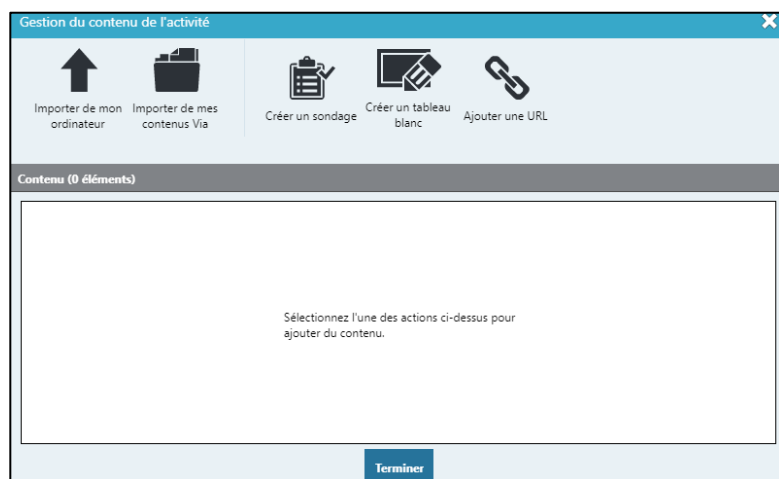 Gestion du contenu de l'activité
Importer de mon
ordinateur
Importer de mes
contenus Via
Créer un sondage
Créer un tableau
blanc
Ajouter une URL
Contenu (0 éléments)
Sélectionnez l'une des actions ci-dessus pour
ajouter du contenu.
Terminer